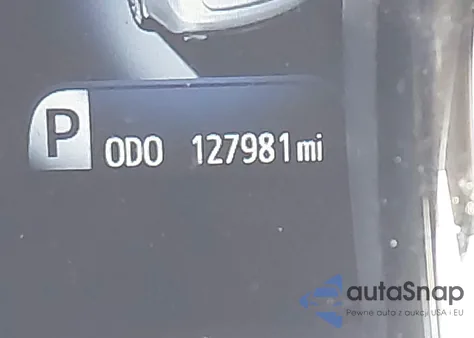 P ODO 127981 mi
autaSnap
Pewne auta z aukcji USA i EU